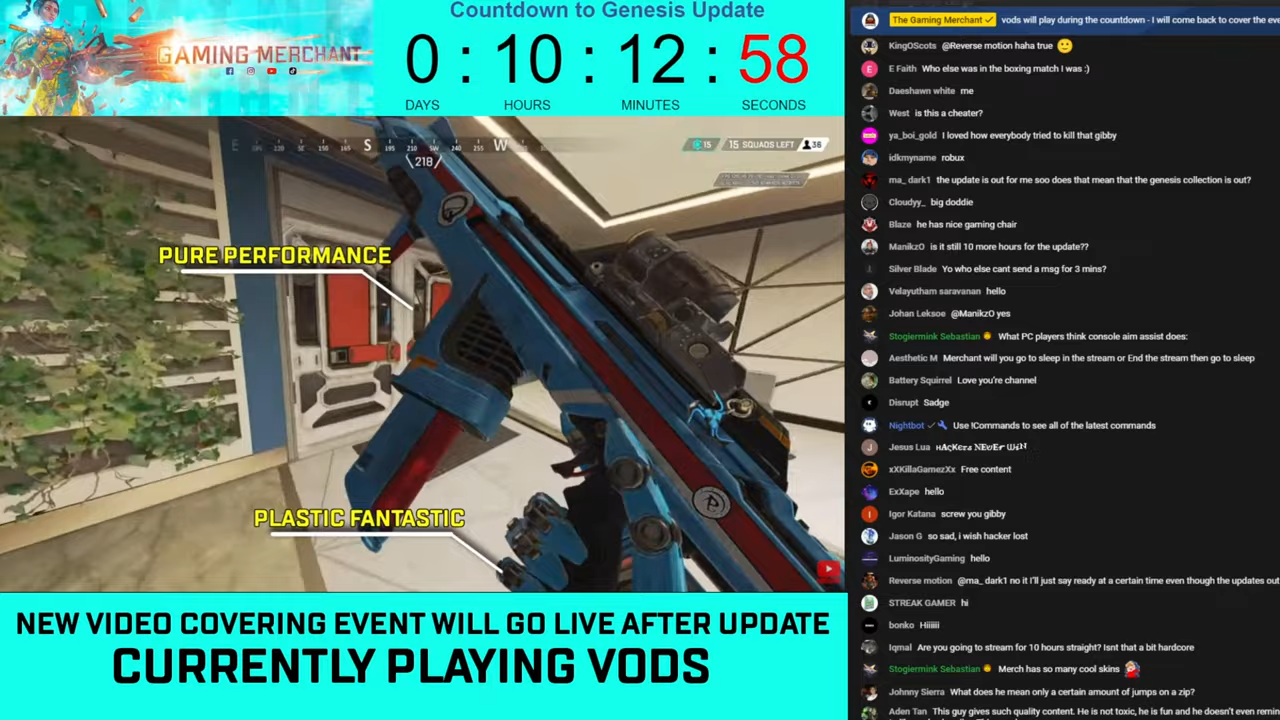 Countdown to Genesis Update
GAMING MERCHANT
0 : 10 : 12 : 58
DAYS HOURS MINUTES SECONDS
S
W
E
218
15
15 SQUADS LEFT
36
PURE PERFORMANCE
PLASTIC FANTASTIC
NEW VIDEO COVERING EVENT WILL GO LIVE AFTER UPDATE
CURRENTLY PLAYING VODS
The Gaming Merchant vods will play during the countdown - I will come back to cover the eve
KingOScots @Reverse motion haha true
E Faith Who else was in the boxing match I was :)
Daeshawn white me
West is this a cheater?
ya_boi_gold I loved how everybody tried to kill that gibby
idkmyname robux
ma_dark1 the update is out for me soo does that mean that the genesis collection is out?
Cloudyy_ big doddie
Blaze he has nice gaming chair
ManikzO is it still 10 more hours for the update??
Silver Blade Yo who else cant send a msg for 3 mins?
Velayutham saravanan hello
Johan Leksoe @ManikzO yes
Stogiermink Sebastian What PC players think console aim assist does:
Aesthetic M Merchant will you go to sleep in the stream or End the stream then go to sleep
Battery Squirrel Love you're channel
Disrupt Sadge
Nightbot Use !Commands to see all of the latest commands
Jesus Lua
xXKillaGamezXx Free content
ExXape hello
Igor Katana screw you gibby
Jason G so sad, i wish hacker lost
LuminosityGaming hello
Reverse motion @ma_dark1 no it I'll just say ready at a certain time even though the updates out
STREAK GAMER hi
bonko Hiiiiii
Iqmal Are you going to stream for 10 hours straight? Isnt that a bit hardcore
Stogiermink Sebastian Merch has so many cool skins
Johnny Sierra What does he mean only a certain amount of jumps on a zip?
Aden Tan This guy gives such quality content. He is not toxic, he is fun and he doesn't even remin